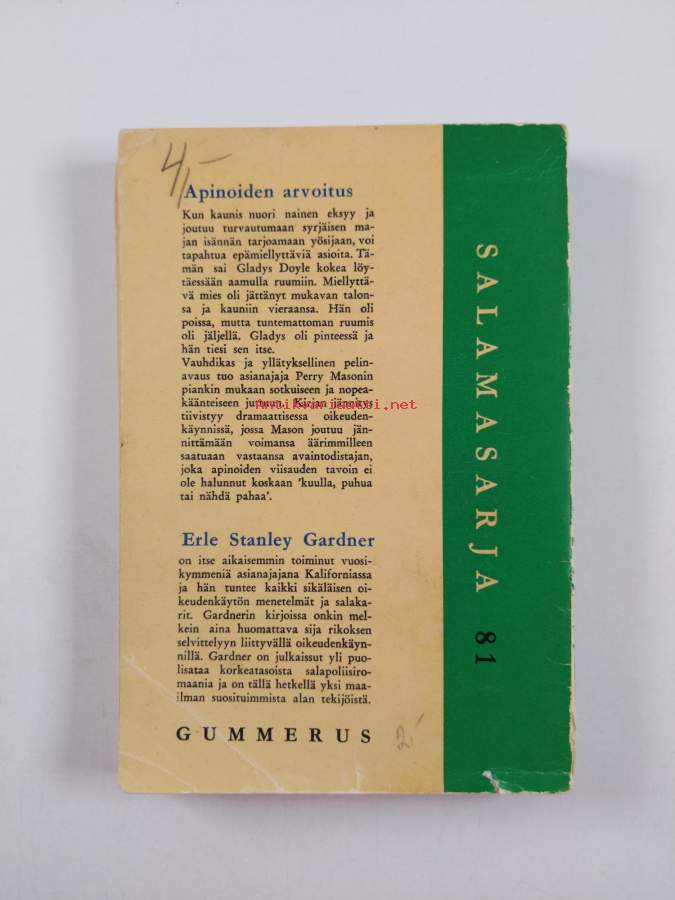 4,-
Apinoiden arvoitus
Kun kaunis nuori nainen eksyy ja
joutuu turvautumaan syrjäisen ma-
jan isännän tarjoamaan yösijaan, voi
tapahtua epämiellyttäviä asioita. Tä-
män sai Gladys Doyle kokea löy-
täessään aamulla ruumiin. Miellyttä-
vä mies oli jättänyt mukavan talon-
sa ja kauniin vieraansa. Hän oli
poissa, mutta tuntemattoman ruumis
oli jäljellä. Gladys oli pinteessä ja
hän tiesi sen itse.
Vauhdikas ja yllätyksellinen pelin-
avaus tuo asianajaja Perry Masonin
piankin mukaan sotkuiseen ja nopea-
käänteiseen juttuun. Kirjan jännitys
Antikvariaatti.net
tiivistyy dramaattisessa oikeuden-
käynnissä, jossa Mason joutuu jän-
nittämään voimansa äärimmilleen
saatuaan vastaansa avaintodistajan,
joka apinoiden viisauden tavoin ei
ole halunnut koskaan 'kuulla, puhua
tai nähdä pahaa'.
Erle Stanley Gardner
on itse aikaisemmin toiminut vuosi-
kymmeniä asianajajana Kaliforniassa
ja hän tuntee kaikki sikäläisen oi-
keudenkäytön menetelmät ja salaka-
rit. Gardnerin kirjoissa onkin mel-
kein aina huomattava sija rikoksen
selvittelyyn liittyvällä oikeudenkäyn-
nillä. Gardner on julkaissut yli puo-
lisataa korkeatasoista salapoliisiro-
maania ja on tällä hetkellä yksi maa-
ilman suosituimmista alan tekijöistä.
GUMMERUS
2'
SALAMASARJA 81